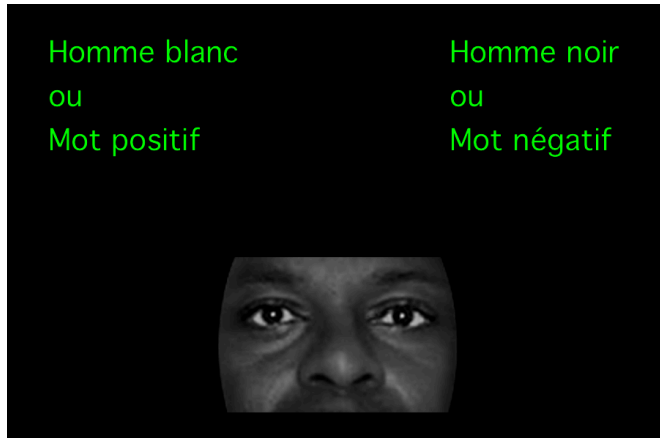 Homme blanc
ou
Mot positif
Homme noir
ou
Mot négatif